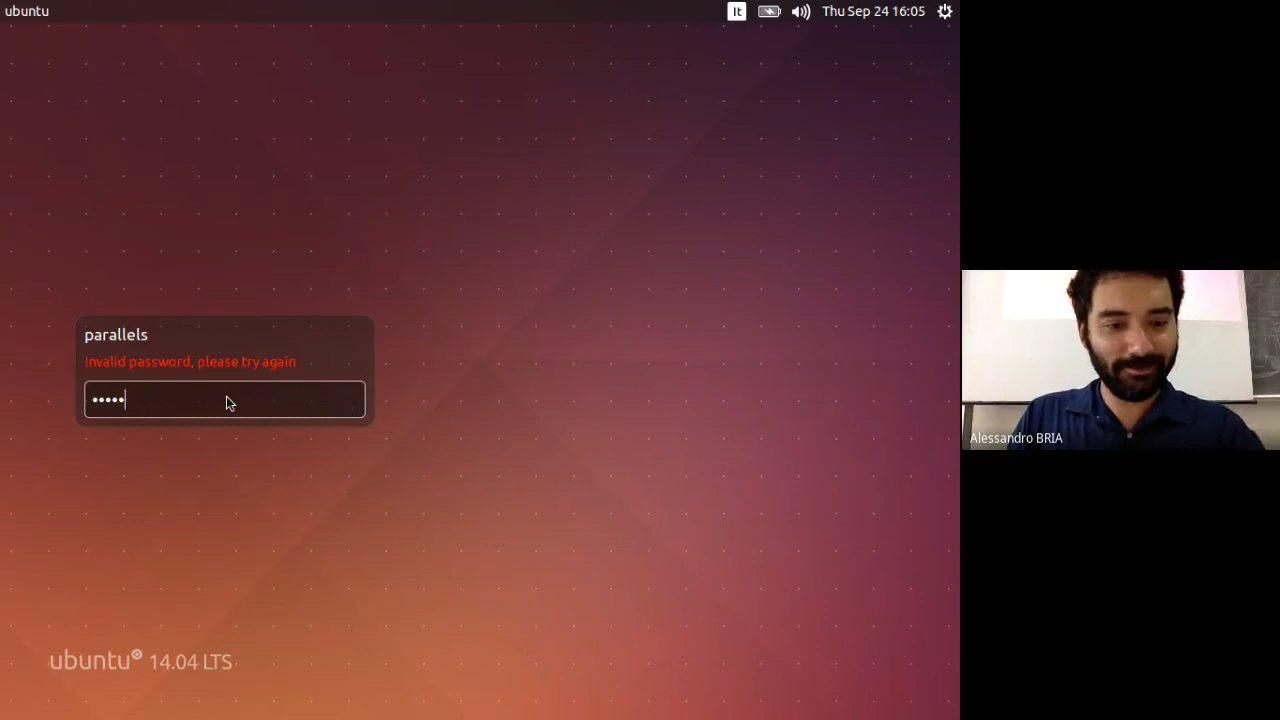 ubuntu
It
Thu Sep 24 16:05
parallels
Invalid password, please try again
ubuntu 14.04 LTS
Alessandro BRIA